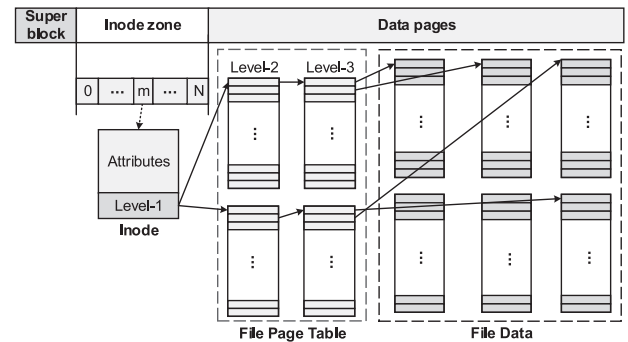 Super block
Inode zone
Data pages
0 ... m ... N
Level-2 Level-3
Attributes
Level-1
Inode
...
...
...
...
...
...
...
...
...
...
File Page Table
File Data